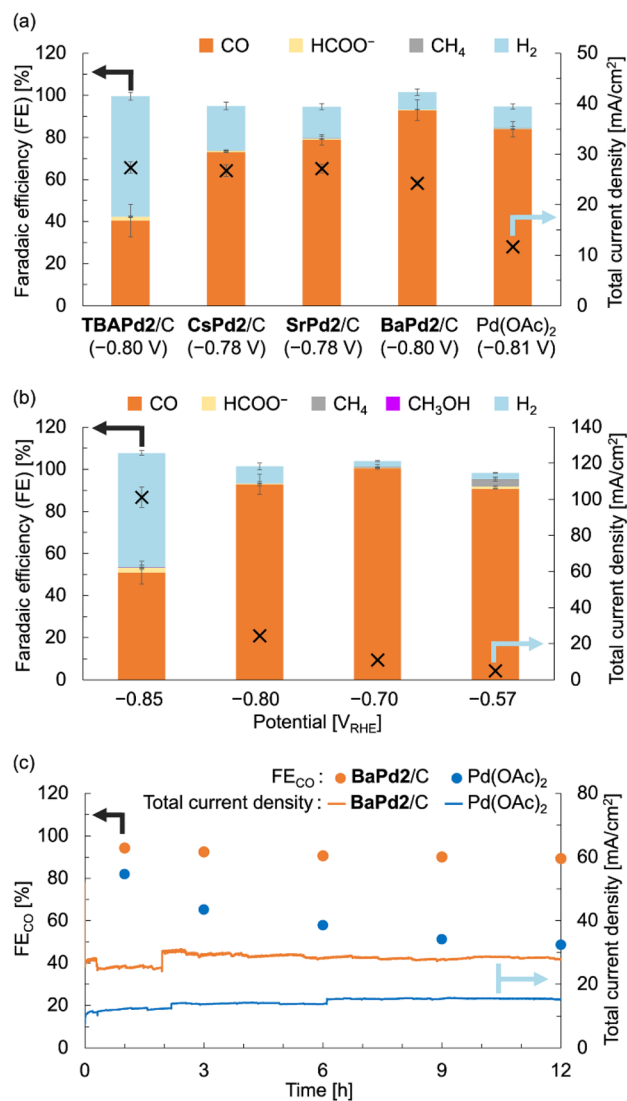 (a)
CO HCOO⁻ CH₄ H₂
120 50
100 40
80 30
60 20
40 10
20 0
0
Faradaic efficiency (FE) [%]
Total current density [mA/cm²]
TBAPd2/C CsPd2/C SrPd2/C BaPd2/C Pd(OAc)₂
(−0.80 V) (−0.78 V) (−0.78 V) (−0.80 V) (−0.81 V)
(b)
CO HCOO⁻ CH₄ CH₃OH H₂
120 140
100 120
80 100
60 80
40 60
20 40
0 20
0
Faradaic efficiency (FE) [%]
Total current density [mA/cm²]
−0.85 −0.80 −0.70 −0.57
Potential [V_RHE]
(c)
FE_CO : BaPd2/C Pd(OAc)₂
Total current density : BaPd2/C Pd(OAc)₂
120 80
100 60
80 40
60 20
40 0
20
0
FE_CO [%]
Total current density [mA/cm²]
0 3 6 9 12
Time [h]